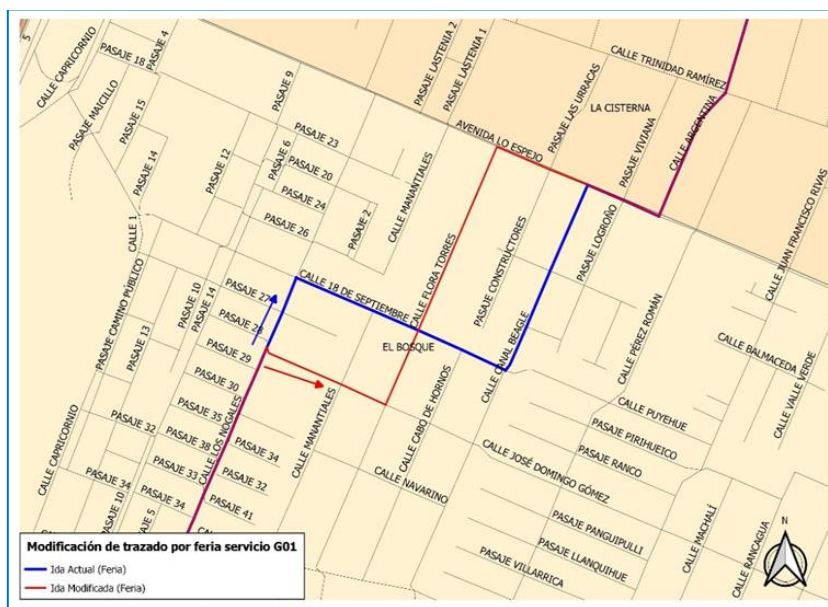 PASAJE 4
CALLE CAPRICORNIO
5
PASAJE 18
PASAJE LASTENIA 2
PASAJE LASTENIA 1
CALLE TRINIDAD RAMÍREZ
PASAJE LAS URRACAS
LA CISTERNA
PASAJE MAICILLO
PASAJE 15
PASAJE 9
PASAJE 23
AVENIDA LO ESPEJO
PASAJE VIVIANA
CALLE ARGENTINA
PASAJE 14
PASAJE 12
PASAJE 6
PASAJE 20
PASAJE 24
PASAJE 2
PASAJE 26
CALLE MANANTIALES
CALLE JUAN FRANCISCO RIVAS
CALLE 1
PASAJE LOGROÑO
PASAJE CONSTRUCTORES
CALLE FLORA TORRES
PASAJE CAMINO PÚBLICO
PASAJE 10
PASAJE 14
PASAJE 27
CALLE 18 DE SEPTIEMBRE
PASAJE 13
PASAJE 28
PASAJE 29
EL BOSQUE
CALLE CANAL BEAGLE
CALLE PÉREZ ROMÁN
CALLE BALMACEDA
CALLE VALLE VERDE
PASAJE 30
PASAJE 35
CALLE CAPRICORNIO
PASAJE 32
PASAJE 38
CALLE LOS NOGALES
CALLE MANANTIALES
CALLE CABO DE HORNOS
CALLE PUYEHUE
PASAJE PIRIHUEICO
PASAJE RANCO
CALLE JOSÉ DOMINGO GÓMEZ
PASAJE 34
PASAJE 33
PASAJE 32
PASAJE 34
PASAJE 34
PASAJE 41
PASAJE 10
PASAJE 5
CALLE NAVARINO
PASAJE PANGUIPULLI
PASAJE LLANQUIHUE
PASAJE VILLARRICA
CALLE MACHALÍ
CALLE RANCAGUA
N
Modificación de trazado por feria servicio G01
Ida Actual (Feria)
Ida Modificada (Feria)